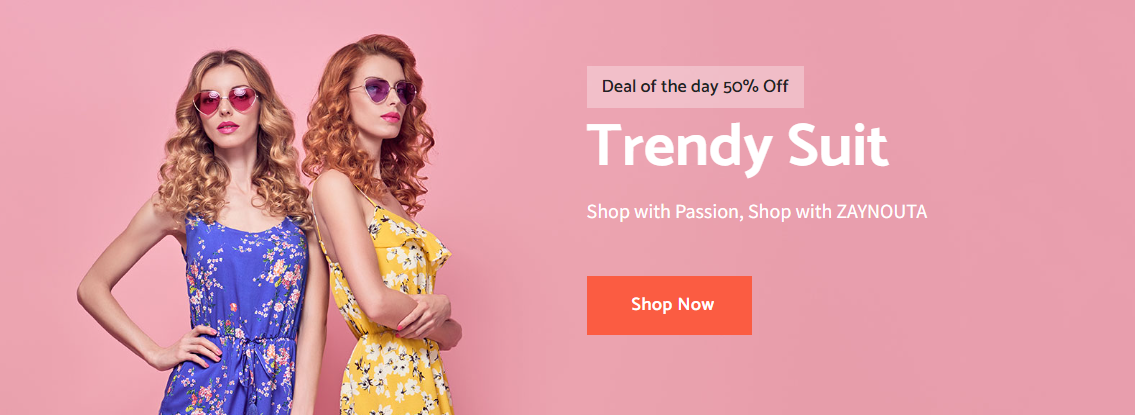 Deal of the day 50% Off
Trendy Suit
Shop with Passion, Shop with ZAYNOUTA
Shop Now